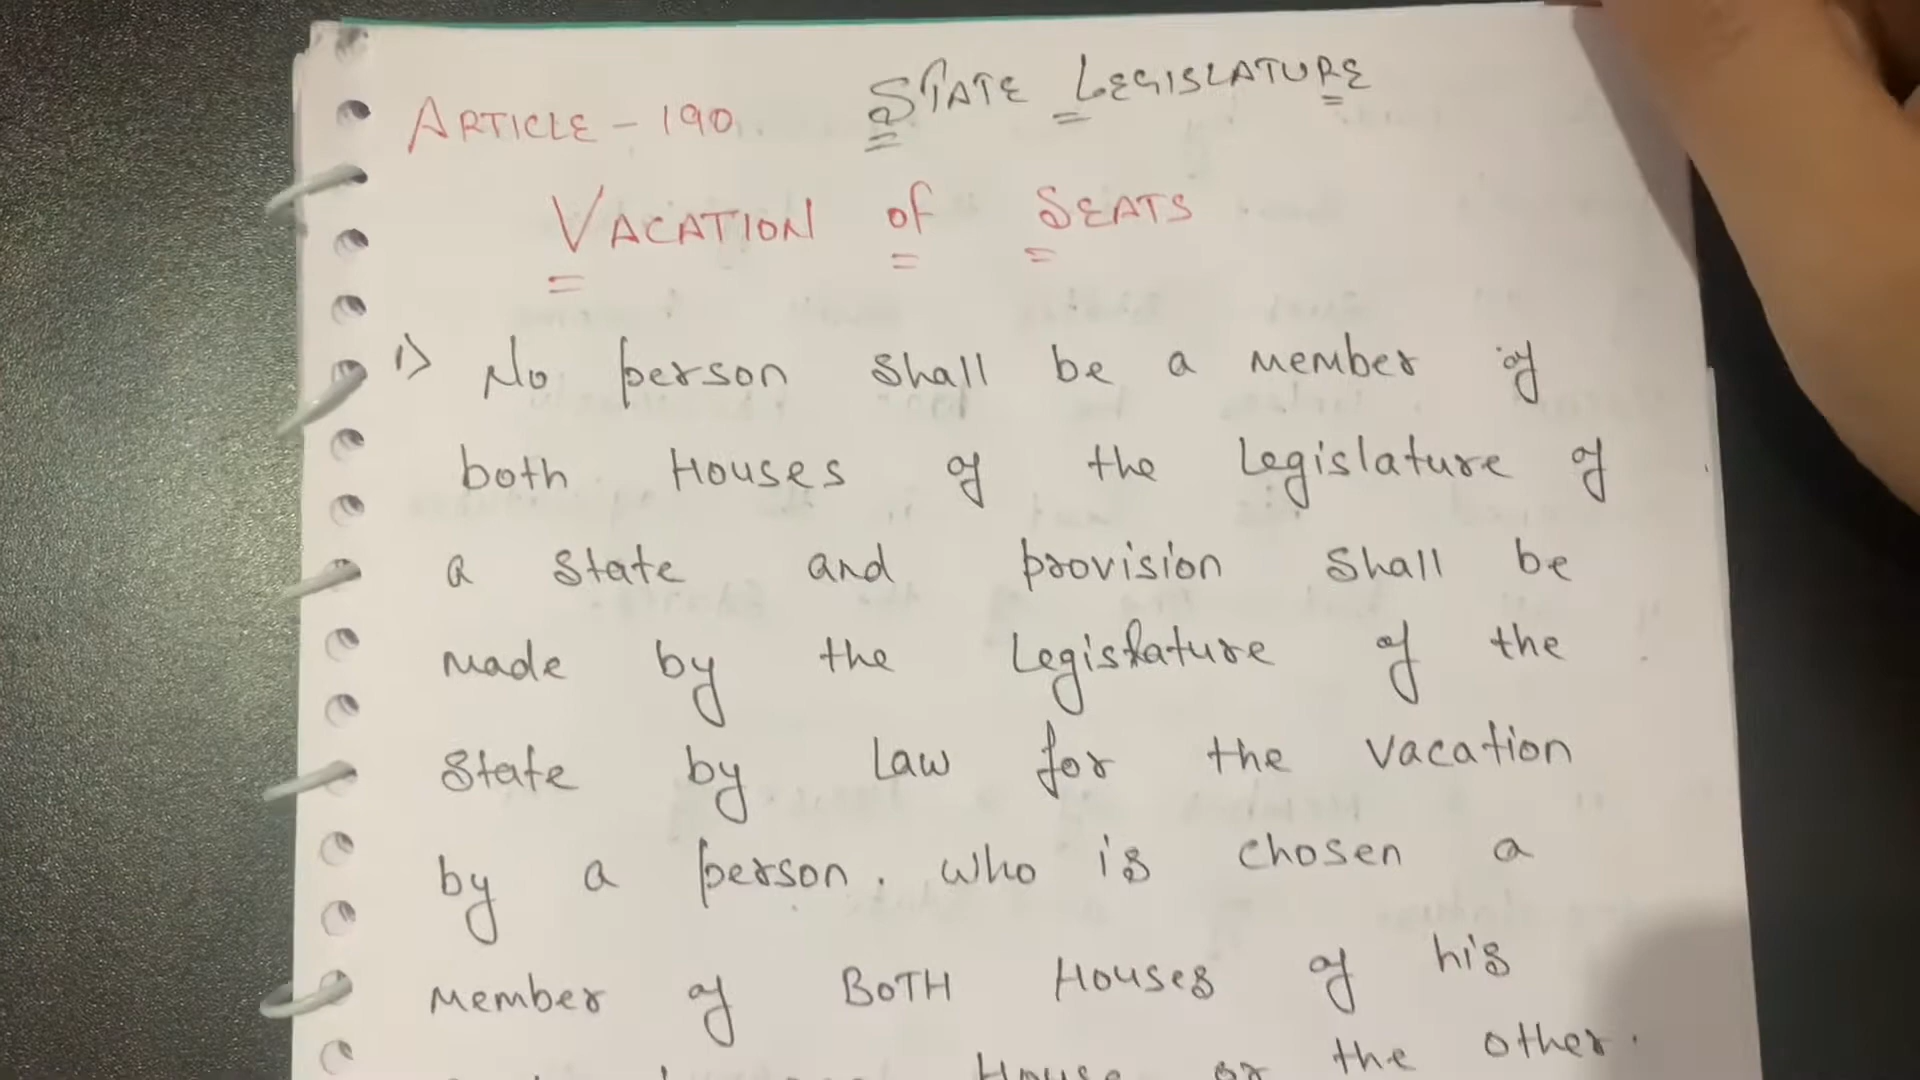 ARTICLE - 190. STATE LEGISLATURE
VACATION of SEATS
1) No person shall be a member of
both Houses of the Legislature of
a state and provision shall be
made by the Legislature of the
State by Law for the vacation
by a person. who is chosen a
member of BOTH Houses of his
House or the other.